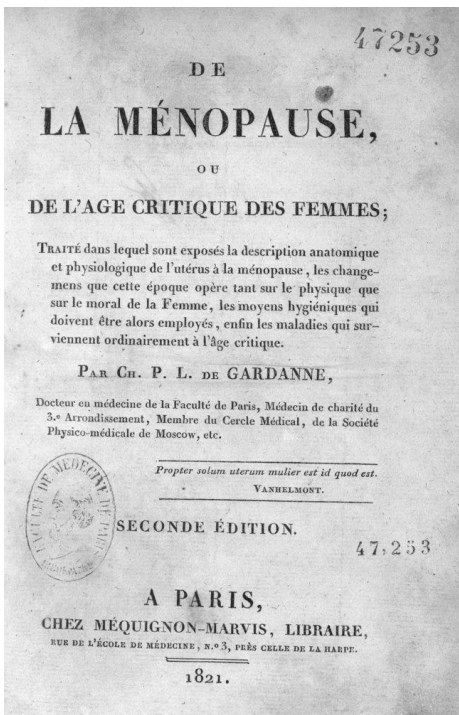 47253
DE
LA MÉNOPAUSE,
OU
DE L'AGE CRITIQUE DES FEMMES;
TRAITÉ dans lequel sont exposés la description anatomique
et physiologique de l'utérus à la ménopause, les change-
mens que cette époque opère tant sur le physique que
sur le moral de la Femme, les moyens hygiéniques qui
doivent être alors employés, enfin les maladies qui sur-
viennent ordinairement à l'âge critique.
PAR CH. P. L. DE GARDANNE,
Docteur en médecine de la Faculté de Paris, Médecin de charité du
3.e Arrondissement, Membre du Cercle Médical, de la Société
Physico-médicale de Moscow, etc.
Propter solum uterum mulier est id quod est.
VANHELMONT.
FACULTÉ DE MÉDECINE DE PARIS
SECONDE ÉDITION.
47,253
A PARIS,
CHEZ MÉQUIGNON-MARVIS, LIBRAIRE,
RUE DE L'ÉCOLE DE MÉDECINE, N.o 3, PRÈS CELLE DE LA HARPE.
1821.